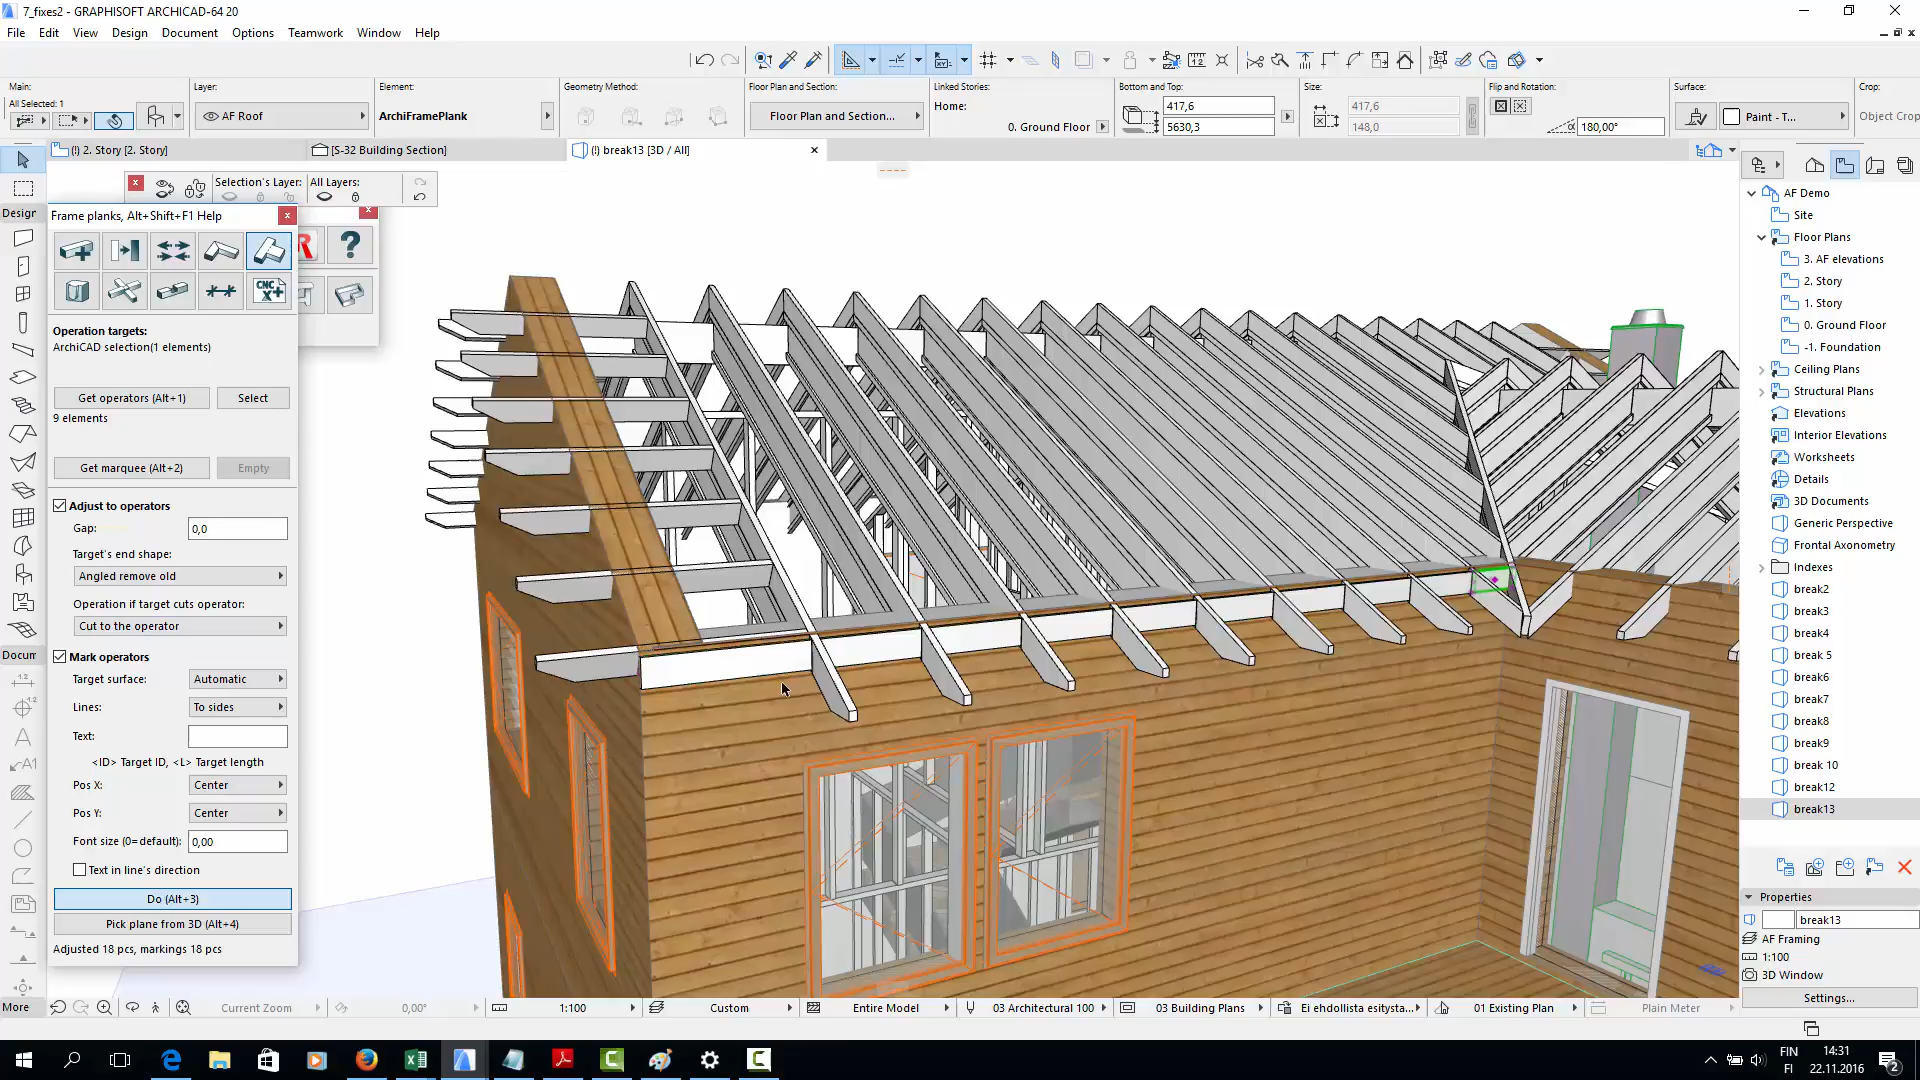 7_fixes2 - GRAPHISOFT ARCHICAD-64 20
File Edit View Design Document Options Teamwork Window Help
Main:
All Selected: 1
Layer:
AF Roof
Element:
ArchiFramePlank
Geometry Method:
Floor Plan and Section:
Floor Plan and Section...
Linked Stories:
Home:
0. Ground Floor
Bottom and Top:
417,6
5630,3
Size:
417,6
148,0
Flip and Rotation:
180,00°
Surface:
Paint - T...
Crop:
Object Crop
(!) 2. Story [2. Story]
[S-32 Building Section]
(!) break13 [3D / All]
Selection's Layer:
All Layers:
Design
Frame planks, Alt+Shift+F1 Help
R
?
CNC
X+
Operation targets:
ArchiCAD selection(1 elements)
Get operators (Alt+1)
Select
9 elements
Get marquee (Alt+2)
Empty
Adjust to operators
Gap:
0,0
Target's end shape:
Angled remove old
Operation if target cuts operator:
Cut to the operator
Mark operators
Target surface:
Automatic
Lines:
To sides
Text:
<ID> Target ID, <L> Target length
Pos X:
Center
Pos Y:
Center
Font size (0=default):
0,00
Text in line's direction
Do (Alt+3)
Pick plane from 3D (Alt+4)
Adjusted 18 pcs, markings 18 pcs
Docum
More
AF Demo
Site
Floor Plans
3. AF elevations
2. Story
1. Story
0. Ground Floor
-1. Foundation
Ceiling Plans
Structural Plans
Elevations
Interior Elevations
Worksheets
Details
3D Documents
Generic Perspective
Frontal Axonometry
Indexes
break2
break3
break4
break 5
break6
break7
break8
break9
break 10
break12
break13
Properties
break13
AF Framing
1:100
3D Window
Settings...
Current Zoom
0,00°
1:100
Custom
Entire Model
03 Architectural 100
03 Building Plans
Ei ehdollista esitysta...
01 Existing Plan
Plain Meter
FIN
FI
14:31
22.11.2016
2